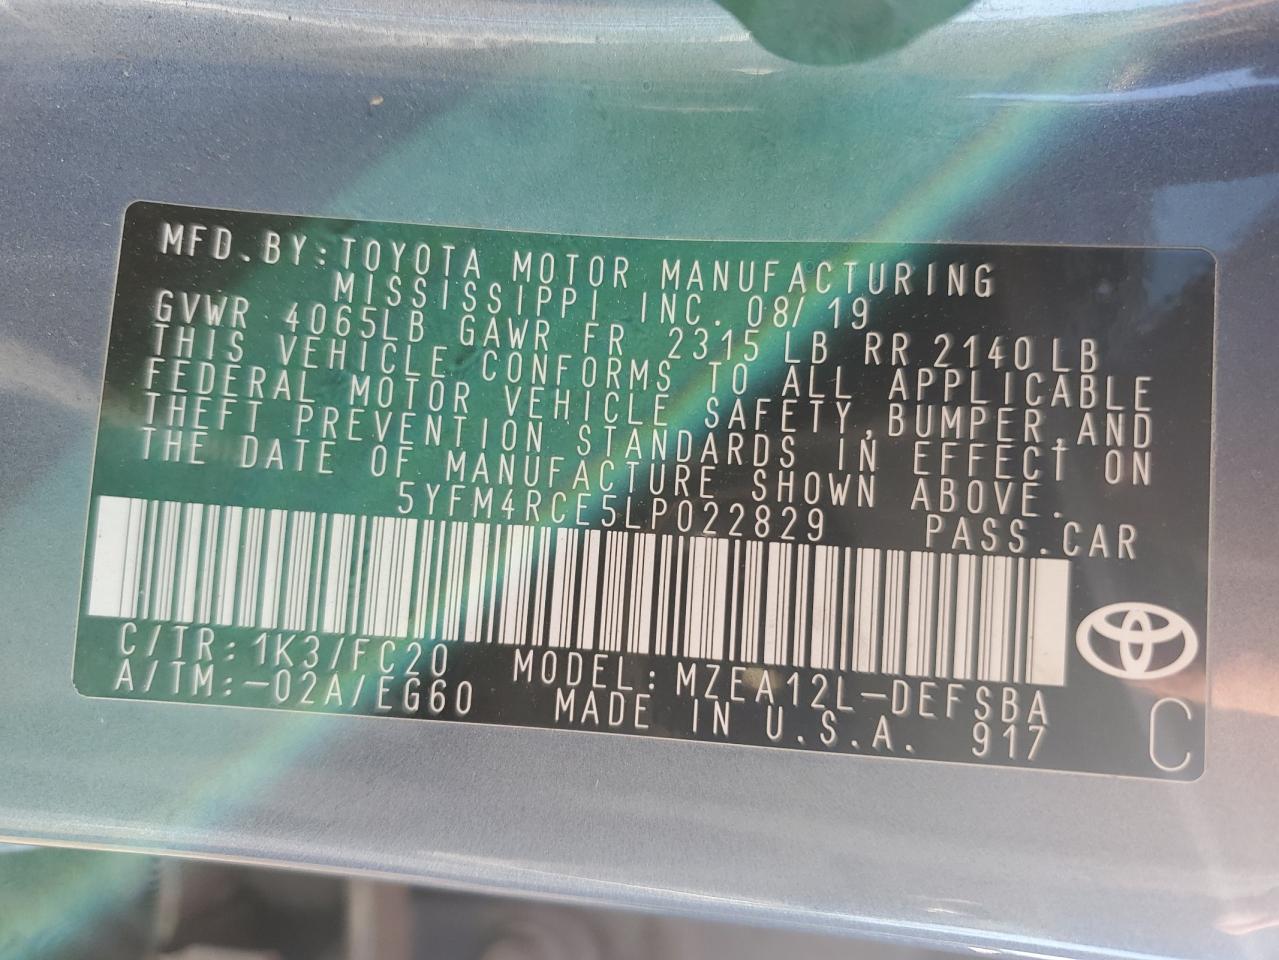 MFD.BY:TOYOTA MOTOR MANUFACTURING
MISSISSIPPI INC. 08/19
GVWR 4065LB GAWR FR 2315LB RR 2140LB
THIS VEHICLE CONFORMS TO ALL APPLICABLE
FEDERAL MOTOR VEHICLE SAFETY,BUMPER,AND
THEFT PREVENTION STANDARDS IN EFFECT ON
THE DATE OF MANUFACTURE SHOWN ABOVE.
5YFM4RCE5LP022829 PASS.CAR
C/TR:1K3/FC20 MODEL:MZEA12L-DEFSBA
A/TM:-02A/EG60 MADE IN U.S.A. 917
C